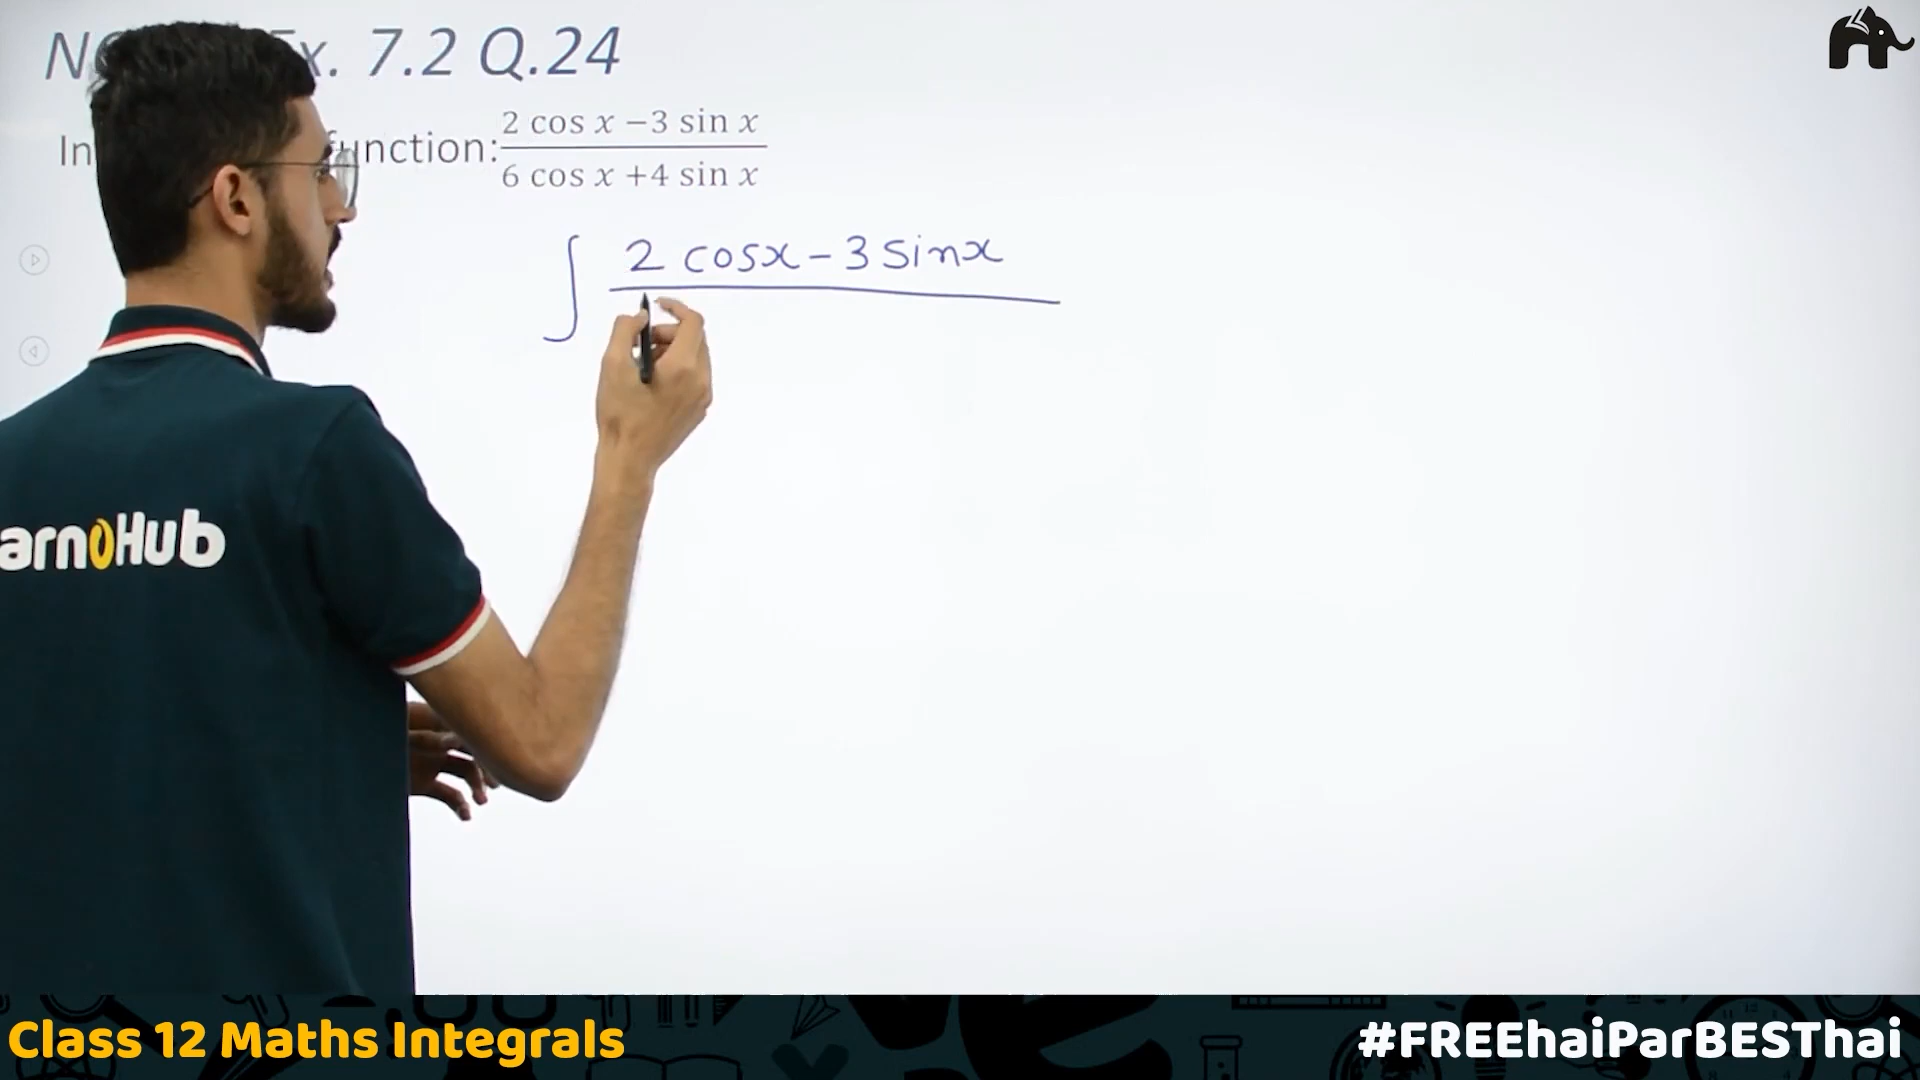 Ex. 7.2 Q.24
function: 2 cos x −3 sin x
6 cos x +4 sin x
∫ 2 cosx - 3 sinx
arnoHub
Class 12 Maths Integrals
#FREEhaiParBESThai